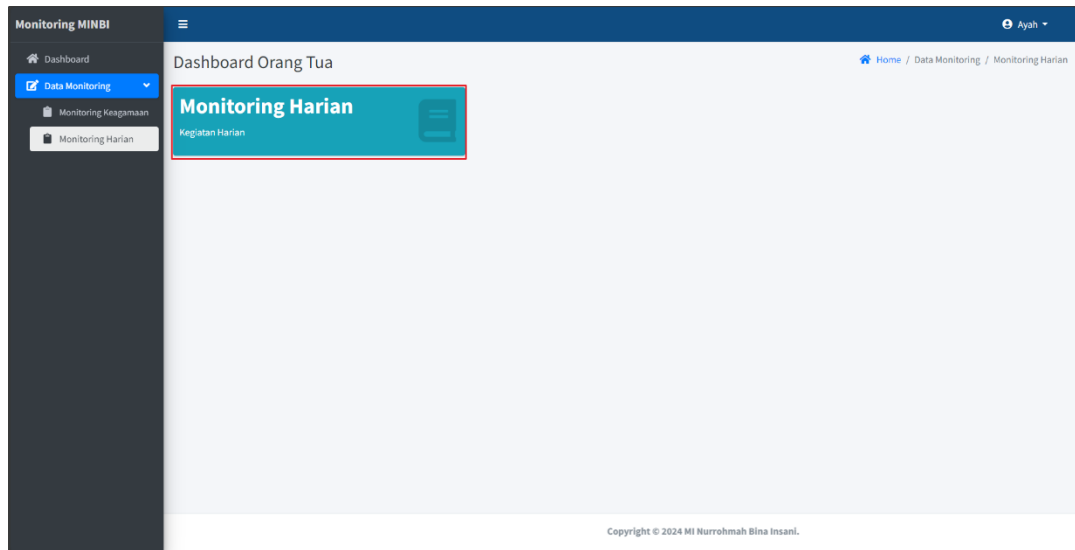 Monitoring MINBI
Ayah
Dashboard
Data Monitoring
Monitoring Keagamaan
Monitoring Harian
Dashboard Orang Tua
Home / Data Monitoring / Monitoring Harian
Monitoring Harian
Kegiatan Harian
Copyright © 2024 MI Nurrohmah Bina Insani.